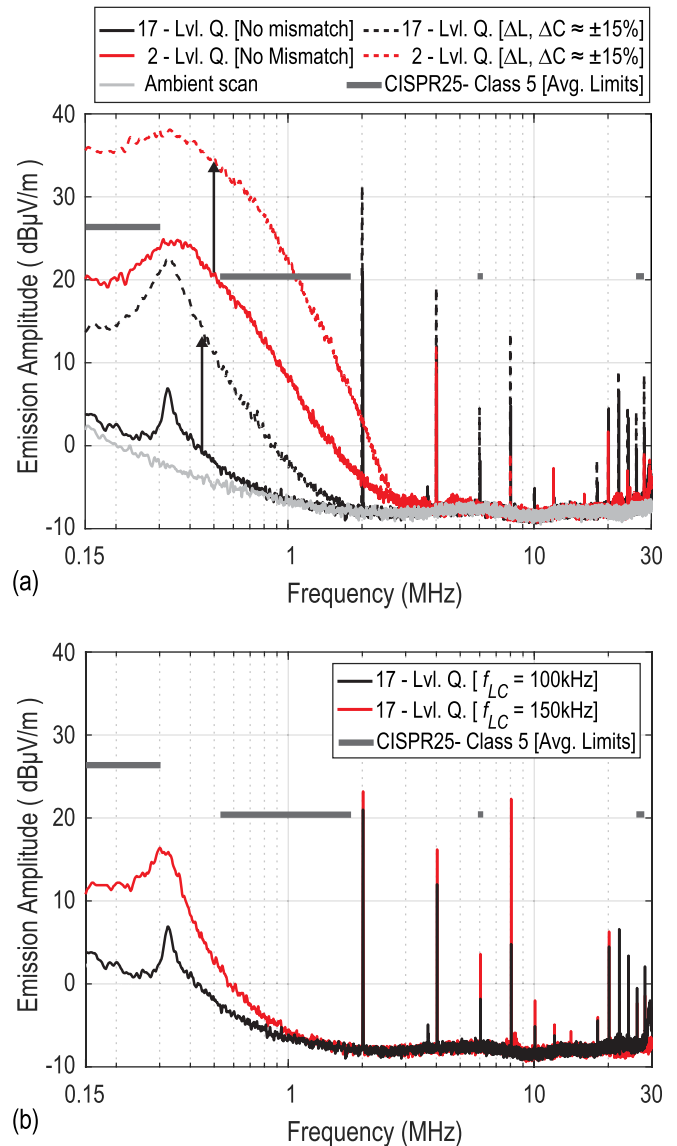 17 - Lvl. Q. [No mismatch] 17 - Lvl. Q. [ΔL, ΔC ≈ ±15%]
2 - Lvl. Q. [No Mismatch] 2 - Lvl. Q. [ΔL, ΔC ≈ ±15%]
Ambient scan CISPR25- Class 5 [Avg. Limits]
Emission Amplitude ( dBμV/m )
40
30
20
10
0
-10
0.15 1 10 30
Frequency (MHz)
(a)
17 - Lvl. Q. [ fLC = 100kHz]
17 - Lvl. Q. [ fLC = 150kHz]
CISPR25- Class 5 [Avg. Limits]
Emission Amplitude ( dBμV/m )
40
30
20
10
0
-10
0.15 1 10 30
Frequency (MHz)
(b)